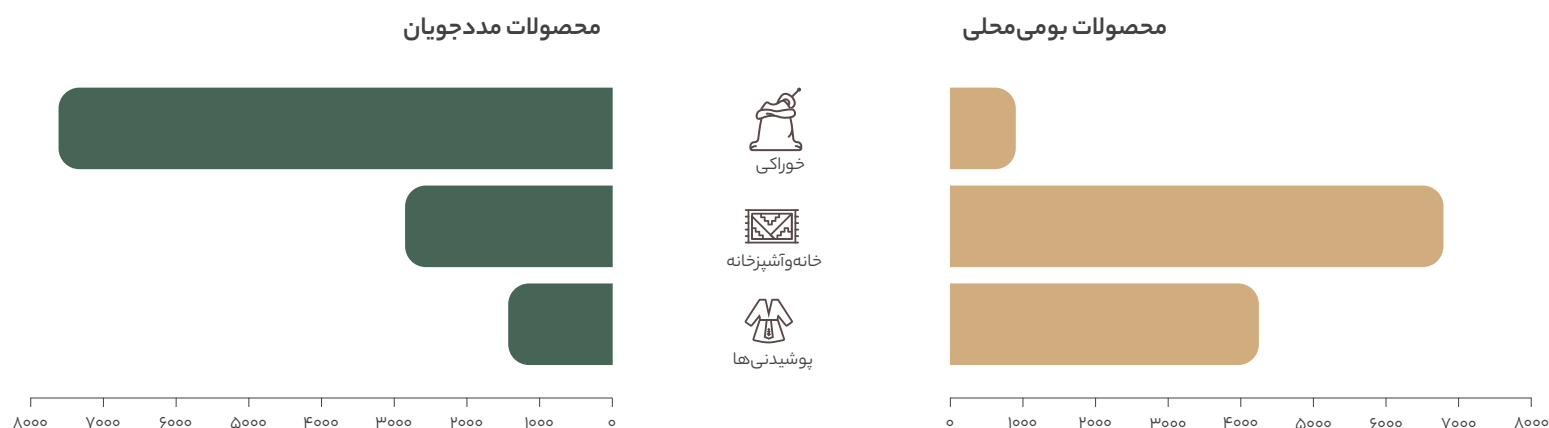 محصولات بومی‌محلی
محصولات مددجویان
خوراکی
خانه‌وآشپزخانه
پوشیدنی‌ها
۰ ۱۰۰۰ ۲۰۰۰ ۳۰۰۰ ۴۰۰۰ ۵۰۰۰ ۶۰۰۰ ۷۰۰۰ ۸۰۰۰
۸۰۰۰ ۷۰۰۰ ۶۰۰۰ ۵۰۰۰ ۴۰۰۰ ۳۰۰۰ ۲۰۰۰ ۱۰۰۰ ۰